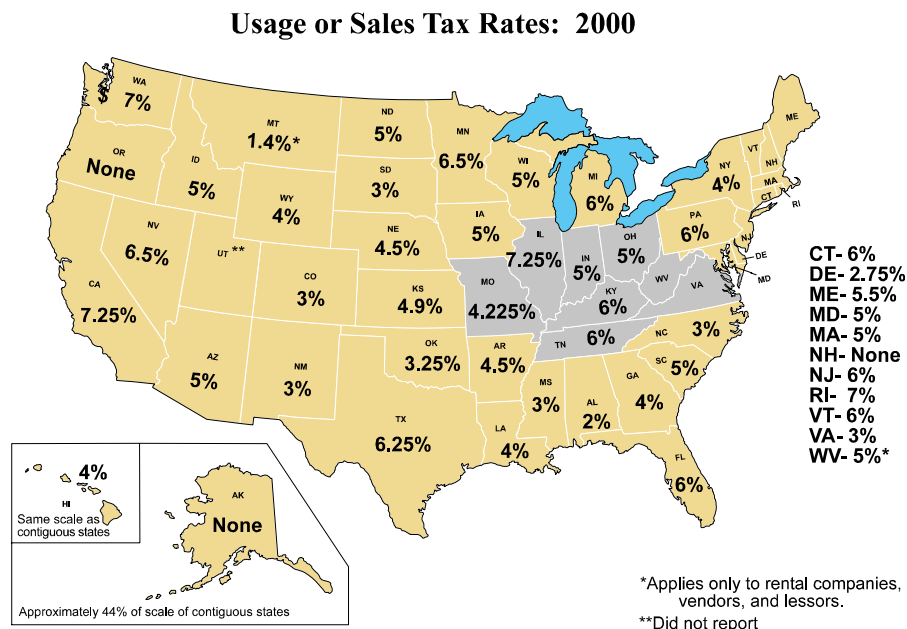 Usage or Sales Tax Rates: 2000
WA
7%
MT
1.4%*
ND
5%
MN
6.5%
OR
None
ID
5%
WY
4%
SD
3%
WI
5%
MI
6%
NY
4%
VT
NH
ME
MA
CT
RI
NV
6.5%
UT **
CO
3%
NE
4.5%
IA
5%
IL
7.25%
IN
5%
OH
5%
PA
6%
NJ
DE
MD
CA
7.25%
KS
4.9%
MO
4.225%
KY
6%
WV
VA
AZ
5%
NM
3%
OK
3.25%
AR
4.5%
TN
6%
NC
3%
SC
5%
TX
6.25%
LA
4%
MS
3%
AL
2%
GA
4%
FL
6%
CT- 6%
DE- 2.75%
ME- 5.5%
MD- 5%
MA- 5%
NH- None
NJ- 6%
RI- 7%
VT- 6%
VA- 3%
WV- 5%*
4%
HI
Same scale as
contiguous states
AK
None
Approximately 44% of scale of contiguous states
*Applies only to rental companies,
vendors, and lessors.
**Did not report